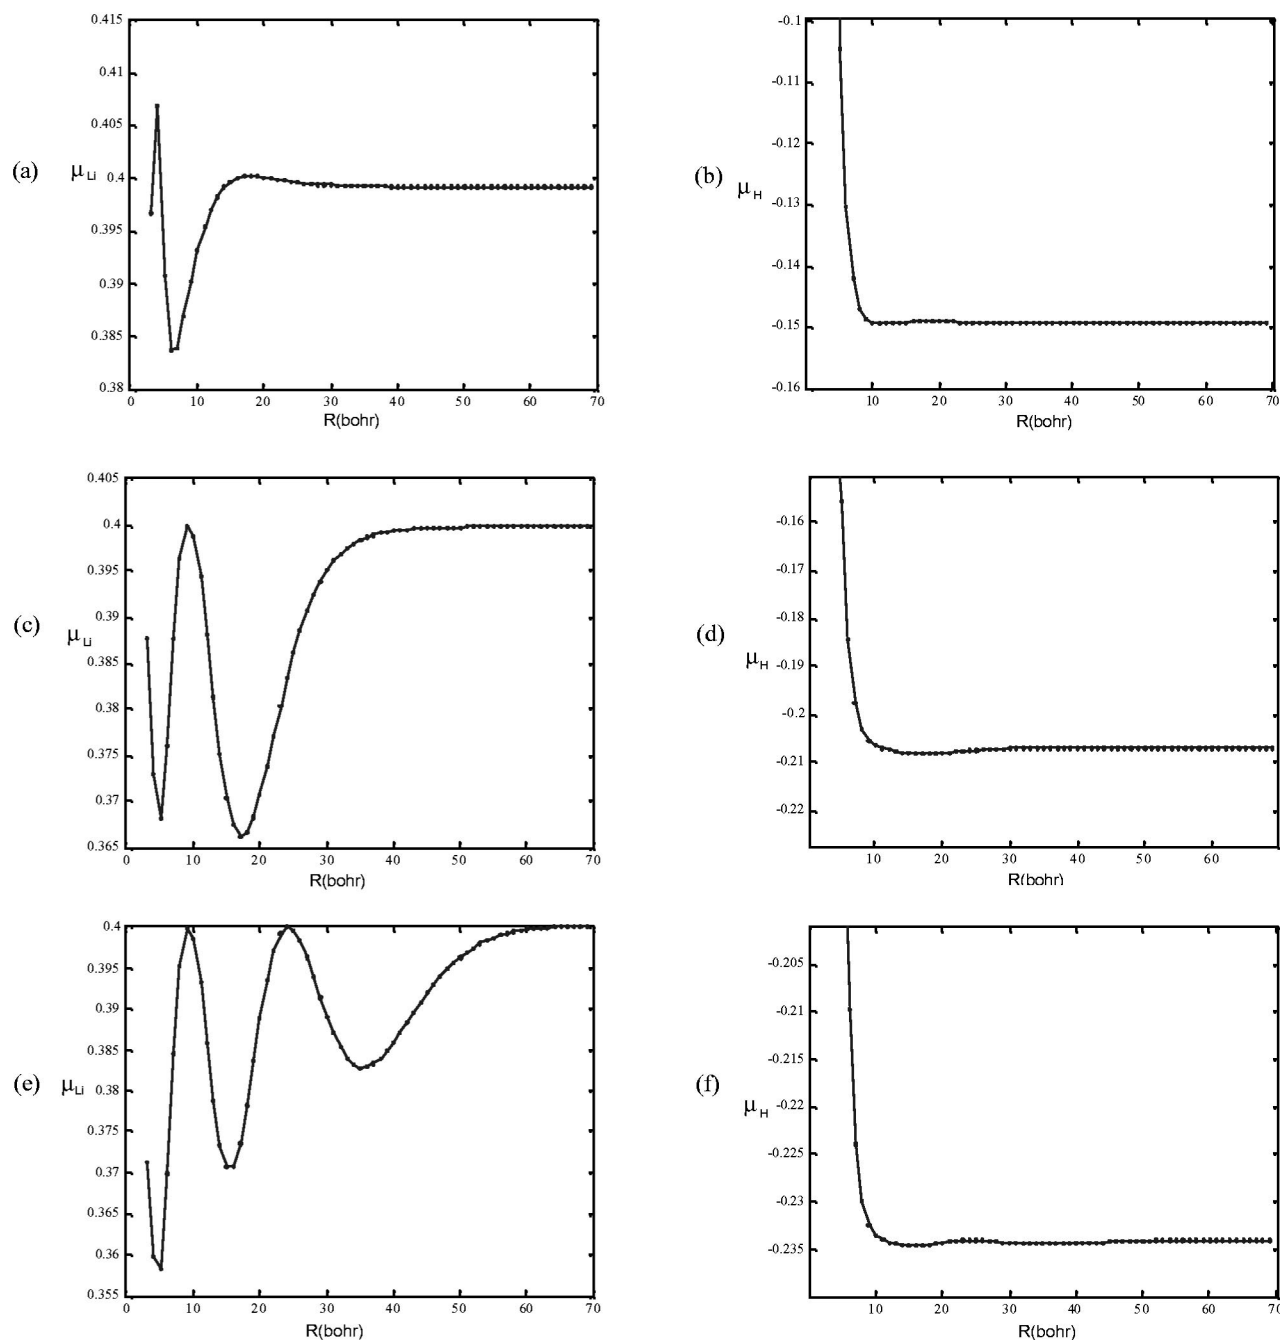 0.415
0.41
0.405
(a) μLi 0.4
0.395
0.39
0.385
0.38
0 10 20 30 40 50 60 70
R(bohr)
-0.1
-0.11
-0.12
-0.13
(b) μH
-0.14
-0.15
-0.16
10 20 30 40 50 60 70
R(bohr)
0.405
0.4
0.395
0.39
(c) μLi
0.385
0.38
0.375
0.37
0.365
0 10 20 30 40 50 60 70
R(bohr)
-0.16
-0.17
-0.18
(d) μH
-0.19
-0.2
-0.21
-0.22
10 20 30 40 50 60
R(bohr)
0.4
0.395
0.39
0.385
(e) μLi
0.38
0.375
0.37
0.365
0.36
0.355
0 10 20 30 40 50 60 70
R(bohr)
-0.205
-0.21
-0.215
(f) μH
-0.22
-0.225
-0.23
-0.235
10 20 30 40 50 60 70
R(bohr)